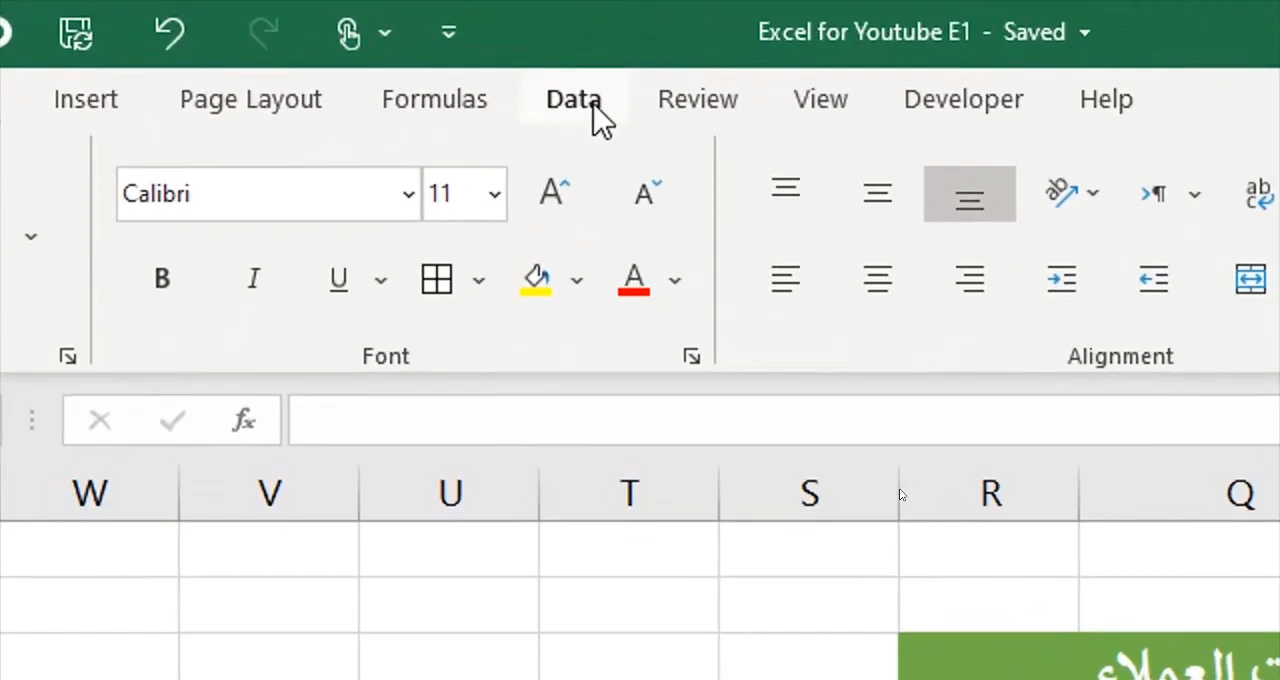 Excel for Youtube E1 - Saved
Insert Page Layout Formulas Data Review View Developer Help
Calibri 11
B I U A
Font Alignment
fx
W V U T S R Q
العملاء